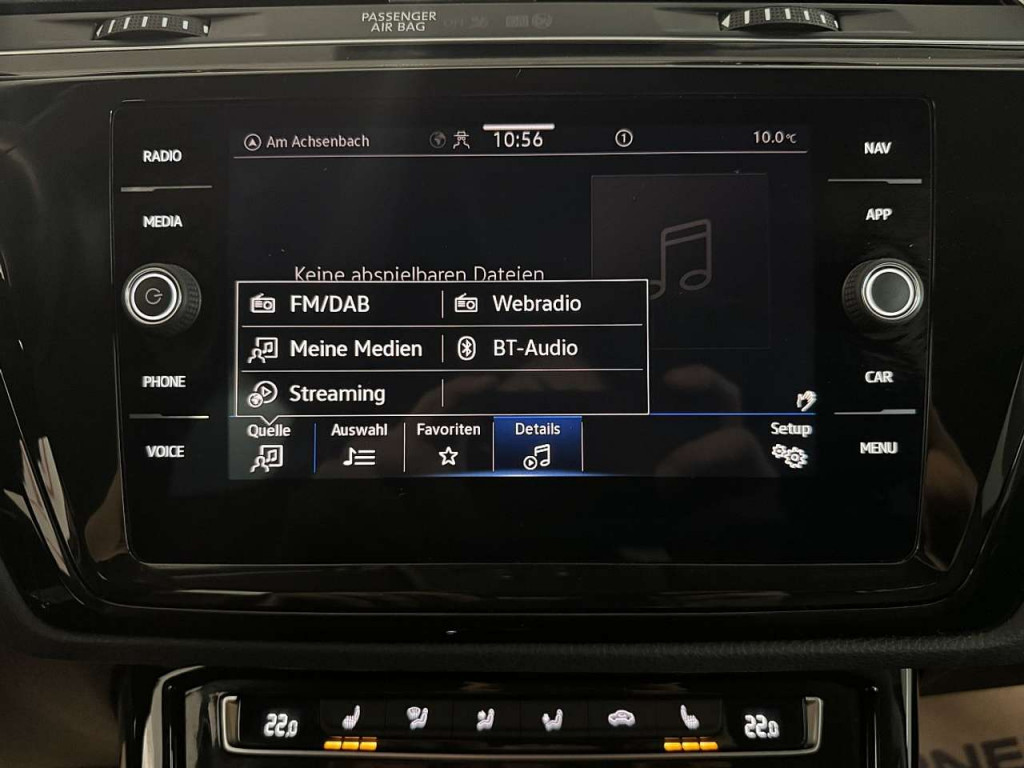 PASSENGER
AIR BAG
RADIO
MEDIA
PHONE
VOICE
Am Achsenbach
10:56
1
10.0 °C
Keine abspielbaren Dateien
FM/DAB
Webradio
Meine Medien
BT-Audio
Streaming
Quelle
Auswahl
Favoriten
Details
Setup
NAV
APP
CAR
MENU
22.0
22.0